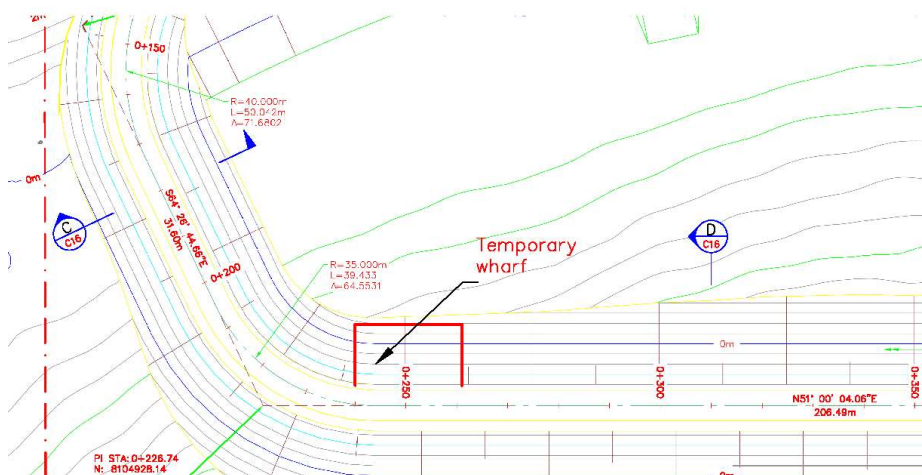 0+150
R=40.000m
L=50.042m
Δ=71.6802
0m
C
C16
S64° 26' 44.66"E
31.60m
0+200
D
C16
Temporary
wharf
R=35.000m
L=39.433
Δ=64.5531
0m
0+250
0+300
0+350
N51° 00' 04.06"E
206.49m
PI STA: 0+226.74
N: 8104928.14